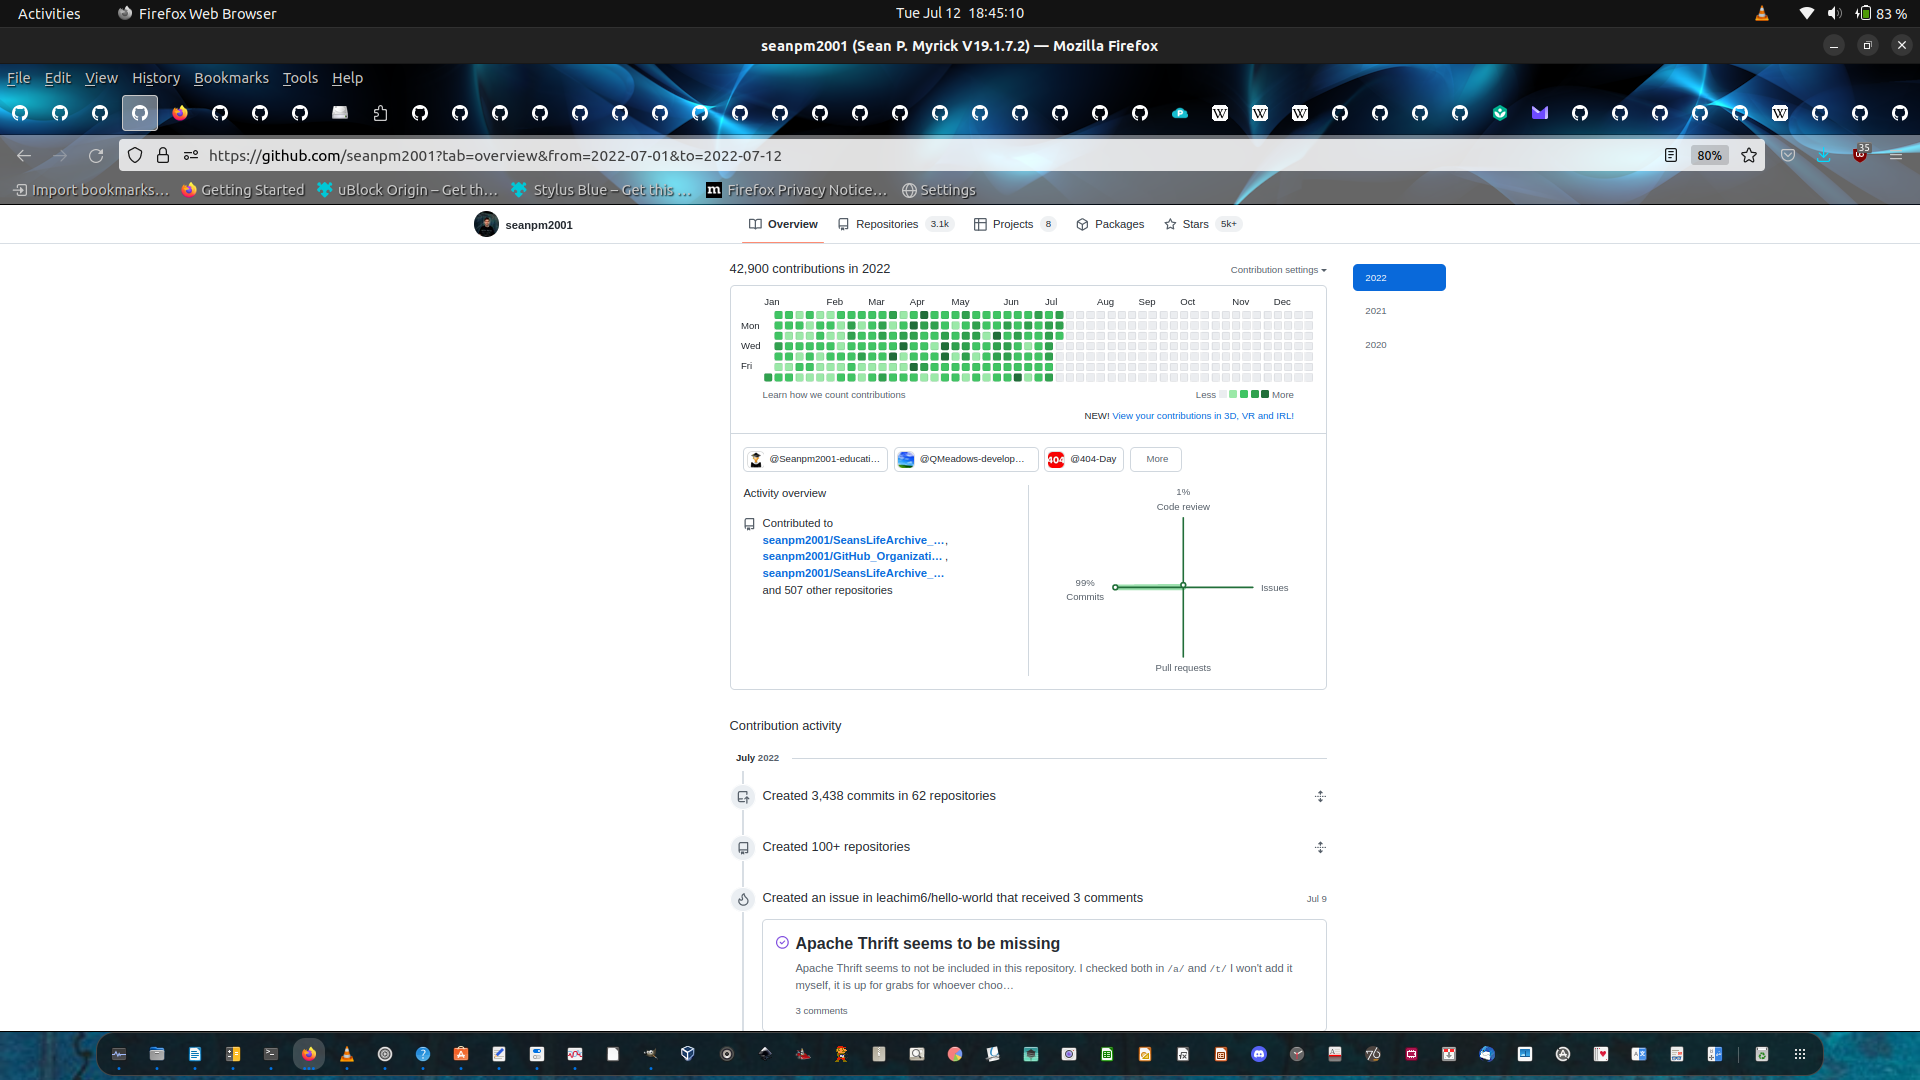 Activities Firefox Web Browser Tue Jul 12 18:45:10 83 %
seanpm2001 (Sean P. Myrick V19.1.7.2) — Mozilla Firefox
File Edit View History Bookmarks Tools Help
https://github.com/seanpm2001?tab=overview&from=2022-07-01&to=2022-07-12 80% 35
Import bookmarks… Getting Started uBlock Origin – Get th… Stylus Blue – Get this … Firefox Privacy Notice… Settings
seanpm2001 Overview Repositories 3.1k Projects 8 Packages Stars 5k+
42,900 contributions in 2022 Contribution settings
2022
2021
2020
Jan Feb Mar Apr May Jun Jul Aug Sep Oct Nov Dec
Mon
Wed
Fri
Learn how we count contributions Less More
NEW! View your contributions in 3D, VR and IRL!
@Seanpm2001-educati… @QMeadows-develop… 404 @404-Day More
Activity overview
Contributed to
seanpm2001/SeansLifeArchive_…,
seanpm2001/GitHub_Organizati… ,
seanpm2001/SeansLifeArchive_…
and 507 other repositories
1%
Code review
99%
Commits
Issues
Pull requests
Contribution activity
July 2022
Created 3,438 commits in 62 repositories
Created 100+ repositories
Created an issue in leachim6/hello-world that received 3 comments Jul 9
Apache Thrift seems to be missing
Apache Thrift seems to not be included in this repository. I checked both in /a/ and /t/ I won't add it
myself, it is up for grabs for whoever choo…
3 comments